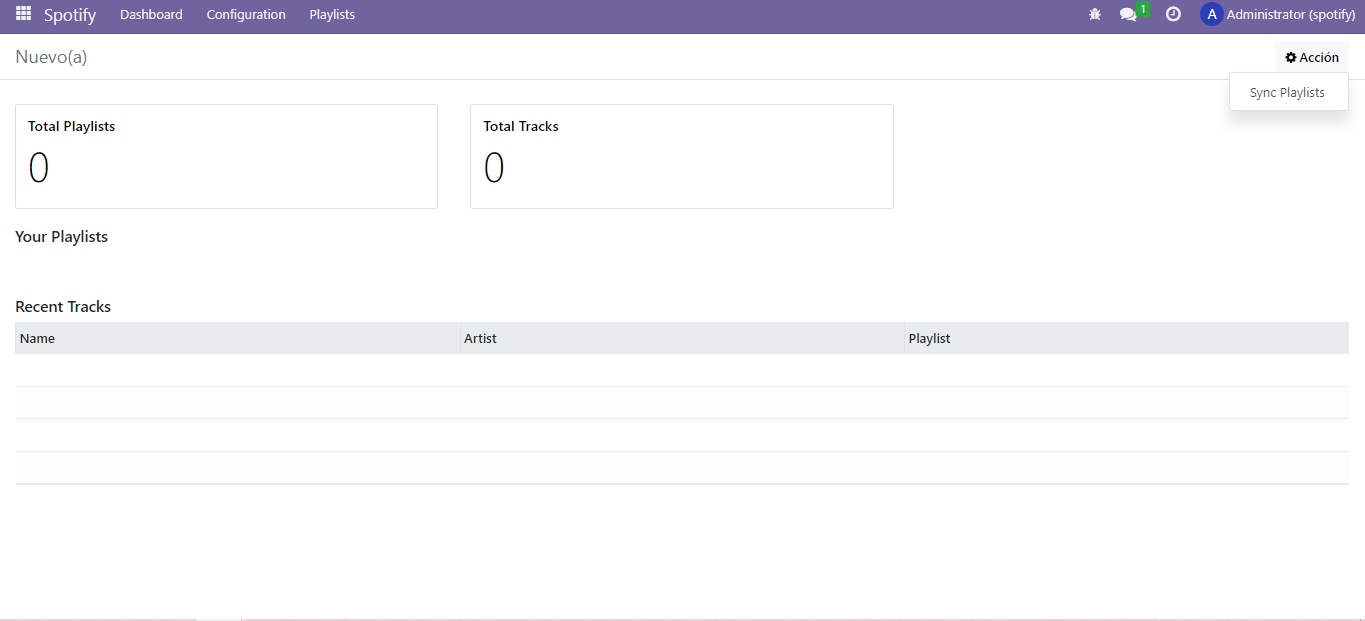 Spotify Dashboard Configuration Playlists 1 A Administrator (spotify)
Nuevo(a) Acción
Sync Playlists
Total Playlists Total Tracks
0 0
Your Playlists
Recent Tracks
Name Artist Playlist